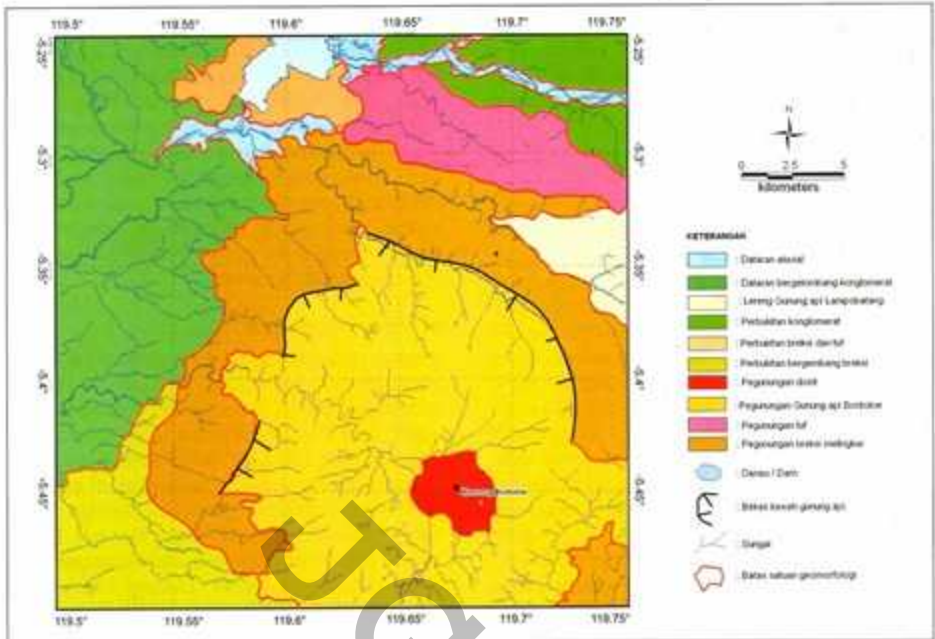 119.5° 119.55° 119.6° 119.65° 119.7° 119.75°
-5.25° -5.25°
-5.3° -5.3°
-5.35° -5.35°
-5.4° -5.4°
-5.45° -5.45°
119.5° 119.55° 119.6° 119.65° 119.7° 119.75°
N
0 2.5 5
kilometers
KETERANGAN
: Dataran aluvial
: Dataran bergelombang konglomerat
: Lereng Gunung api Lompobatang
: Perbukitan konglomerat
: Perbukitan breksi dan tuf
: Perbukitan bergelombang breksi
: Pegunungan diorit
: Pegunungan Gunung api
: Pegunungan tuf
: Pegunungan breksi melingkar
: Danau / Dam
: Bekas kawah gunung api
: Sungai
: Batas satuan geomorfologi